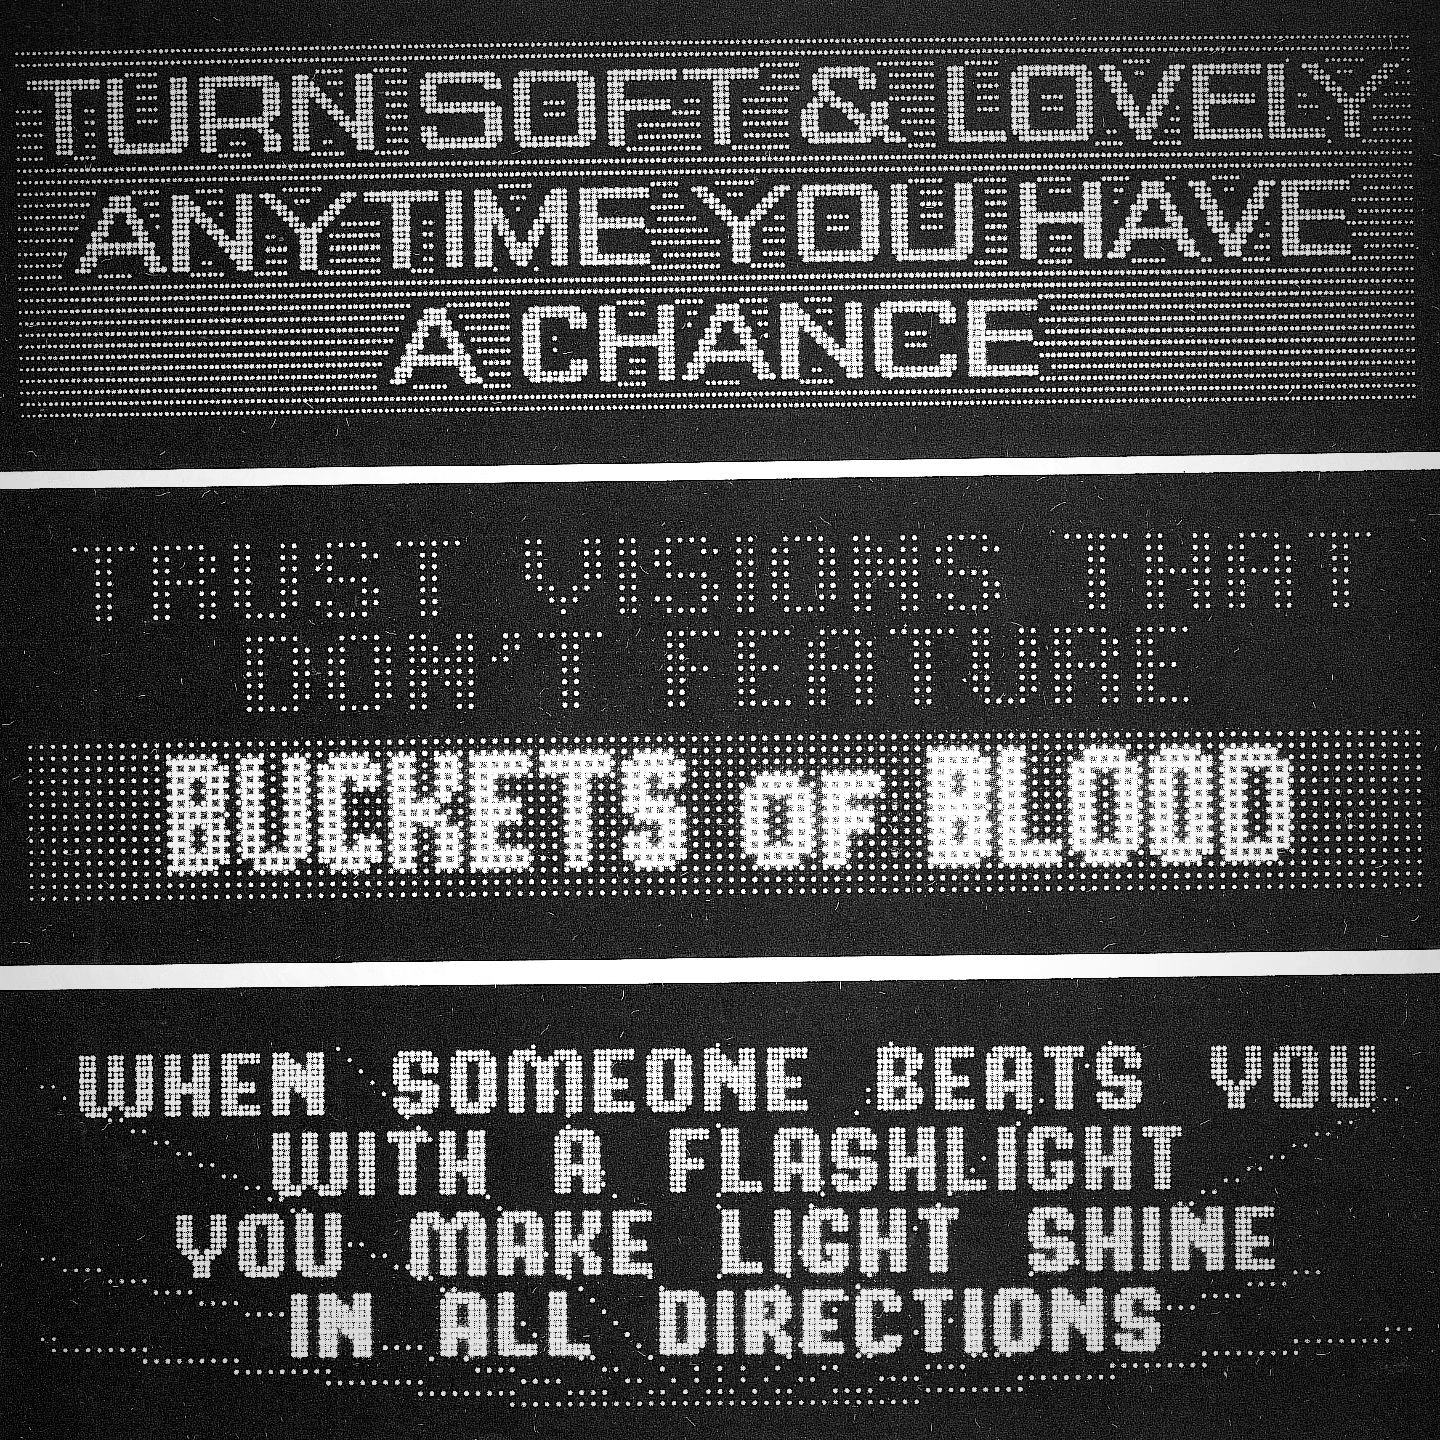 TURN SOFT & LOVELY
ANYTIME YOU HAVE
A CHANCE
TRUST VISIONS THAT
DON'T FEATURE
BUCKETS OF BLOOD
WHEN SOMEONE BEATS YOU
WITH A FLASHLIGHT
YOU MAKE LIGHT SHINE
IN ALL DIRECTIONS